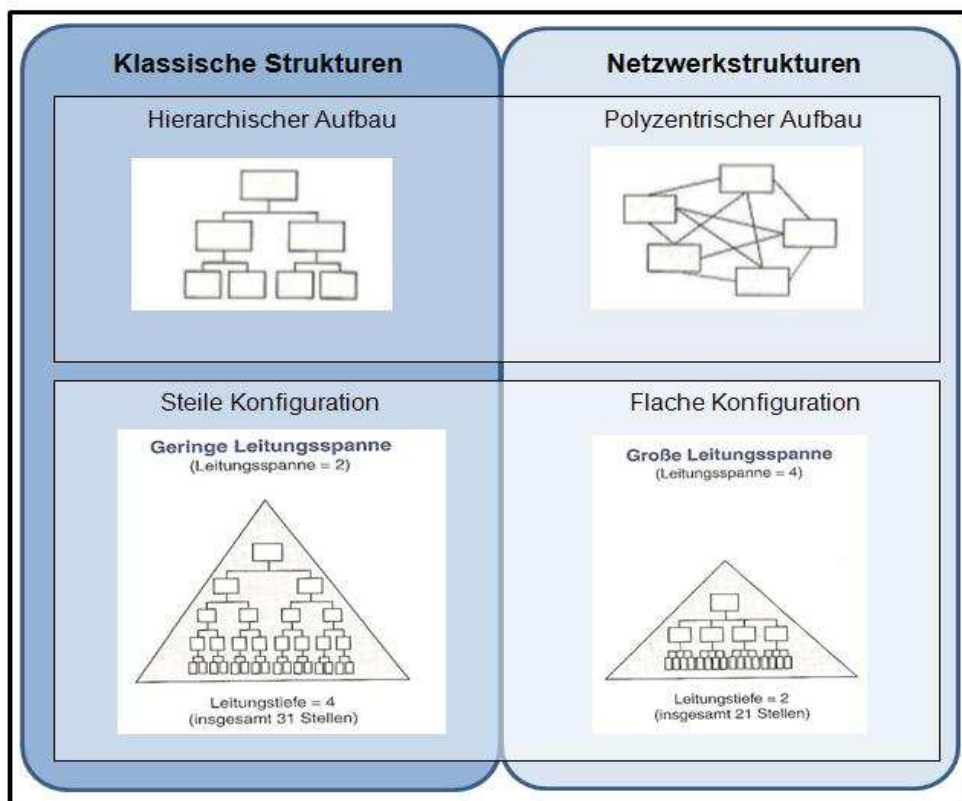 Klassische Strukturen
Hierarchischer Aufbau
Steile Konfiguration
Geringe Leitungsspanne
(Leitungsspanne = 2)
Leitungstiefe = 4
(insgesamt 31 Stellen)
Netzwerkstrukturen
Polyzentrischer Aufbau
Flache Konfiguration
Große Leitungsspanne
(Leitungsspanne = 4)
Leitungstiefe = 2
(insgesamt 21 Stellen)